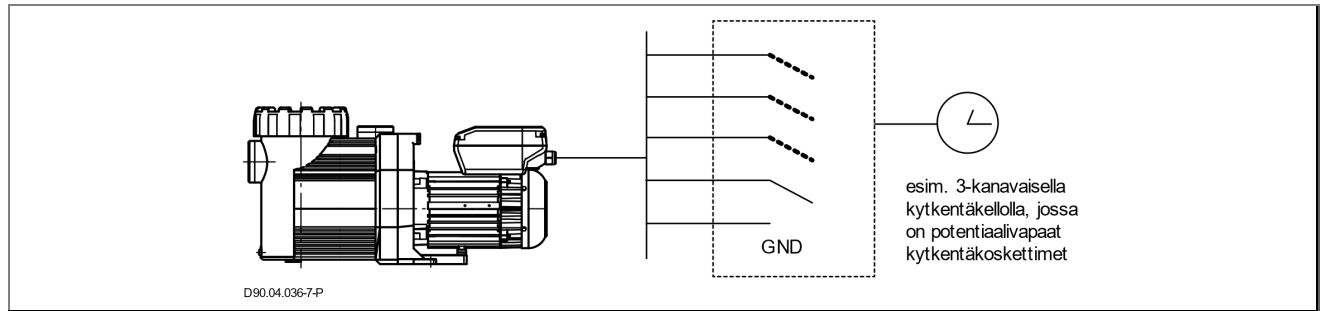 GND
esim. 3-kanavaisella
kytkentäkellolla, jossa
on potentiaalivapaat
kytkentäkoskettimet
D90.04.036-7-P